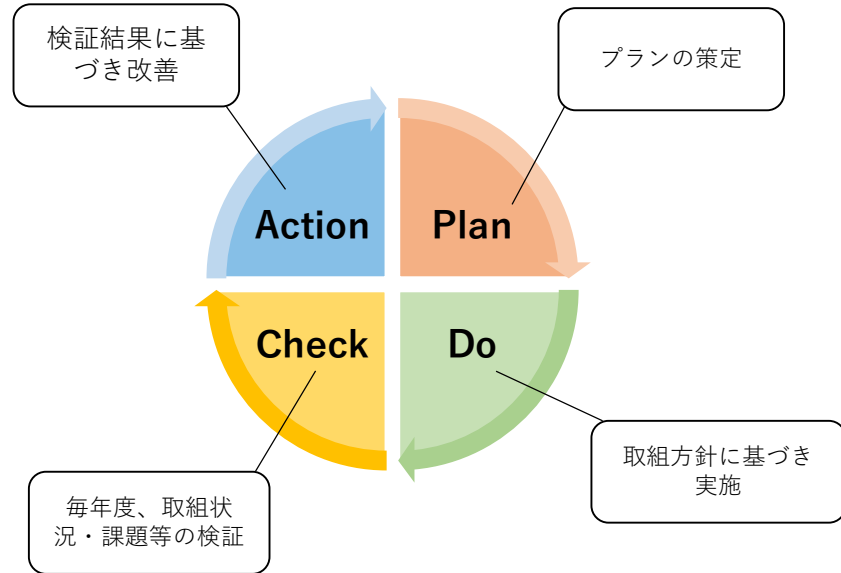 検証結果に基
づき改善
プランの策定
Action
Plan
Check
Do
毎年度、取組状
況・課題等の検証
取組方針に基づき
実施